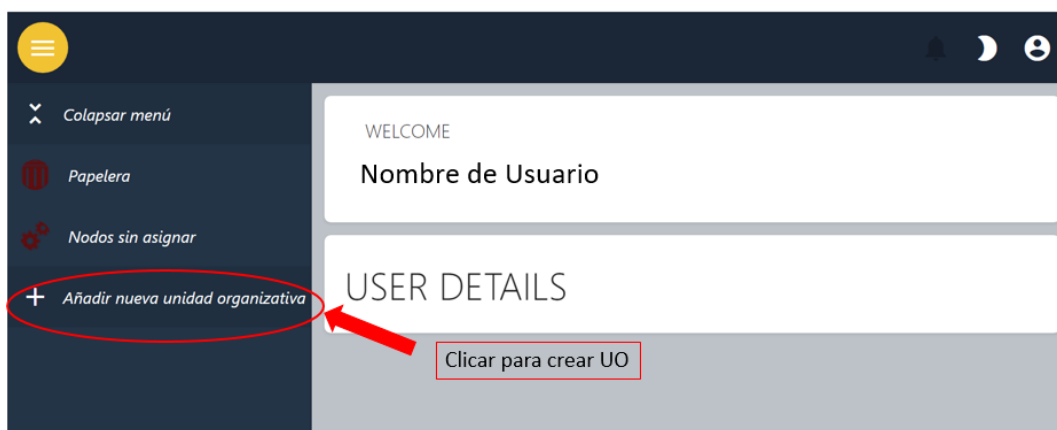 Colapsar menú
Papelera
Nodos sin asignar
Añadir nueva unidad organizativa
WELCOME
Nombre de Usuario
USER DETAILS
Clicar para crear UO